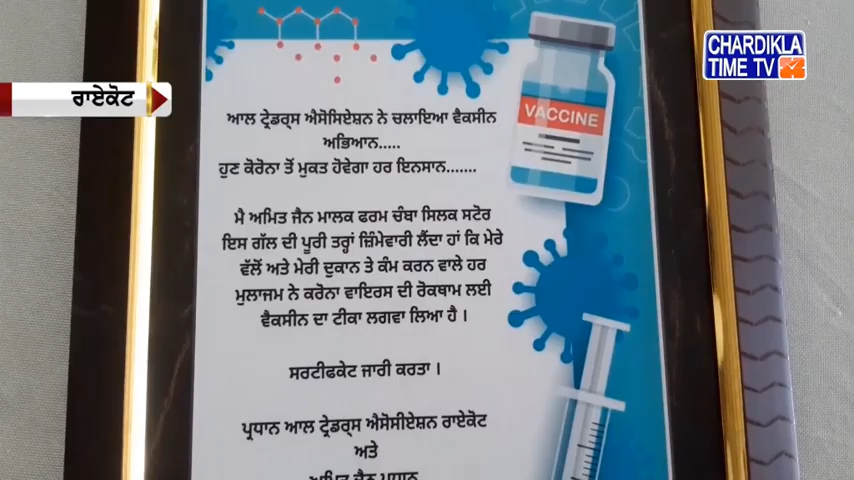 CHARDIKLA
TIME TV
ਰਾਏਕੋਟ
VACCINE
ਆਲ ਟ੍ਰੇਡਰ੍ਸ ਐਸੋਸਿਏਸ਼ਨ ਨੇ ਚਲਾਇਆ ਵੈਕਸੀਨ
ਅਭਿਆਨ.....
ਹੁਣ ਕੋਰੋਨਾ ਤੋਂ ਮੁਕਤ ਹੋਵੇਗਾ ਹਰ ਇਨਸਾਨ.......
ਮੈ ਅਮਿਤ ਜੈਨ ਮਾਲਕ ਫਰਮ ਚੰਬਾ ਸਿਲਕ ਸਟੋਰ
ਇਸ ਗੱਲ ਦੀ ਪੂਰੀ ਤਰ੍ਹਾਂ ਜ਼ਿੰਮੇਵਾਰੀ ਲੈਂਦਾ ਹਾਂ ਕਿ ਮੇਰੇ
ਵੱਲੋਂ ਅਤੇ ਮੇਰੀ ਦੁਕਾਨ ਤੇ ਕੰਮ ਕਰਨ ਵਾਲੇ ਹਰ
ਮੁਲਾਜਮ ਨੇ ਕਰੋਨਾ ਵਾਇਰਸ ਦੀ ਰੋਕਥਾਮ ਲਈ
ਵੈਕਸੀਨ ਦਾ ਟੀਕਾ ਲਗਵਾ ਲਿਆ ਹੈ ।
ਸਰਟੀਫਕੇਟ ਜਾਰੀ ਕਰਤਾ ।
ਪ੍ਰਧਾਨ ਆਲ ਟ੍ਰੇਡਰ੍ਸ ਐਸੋਸੀਏਸ਼ਨ ਰਾਏਕੋਟ
ਅਤੇ
ਅਮਿਤ ਜੈਨ ਪ੍ਰਧਾਨ